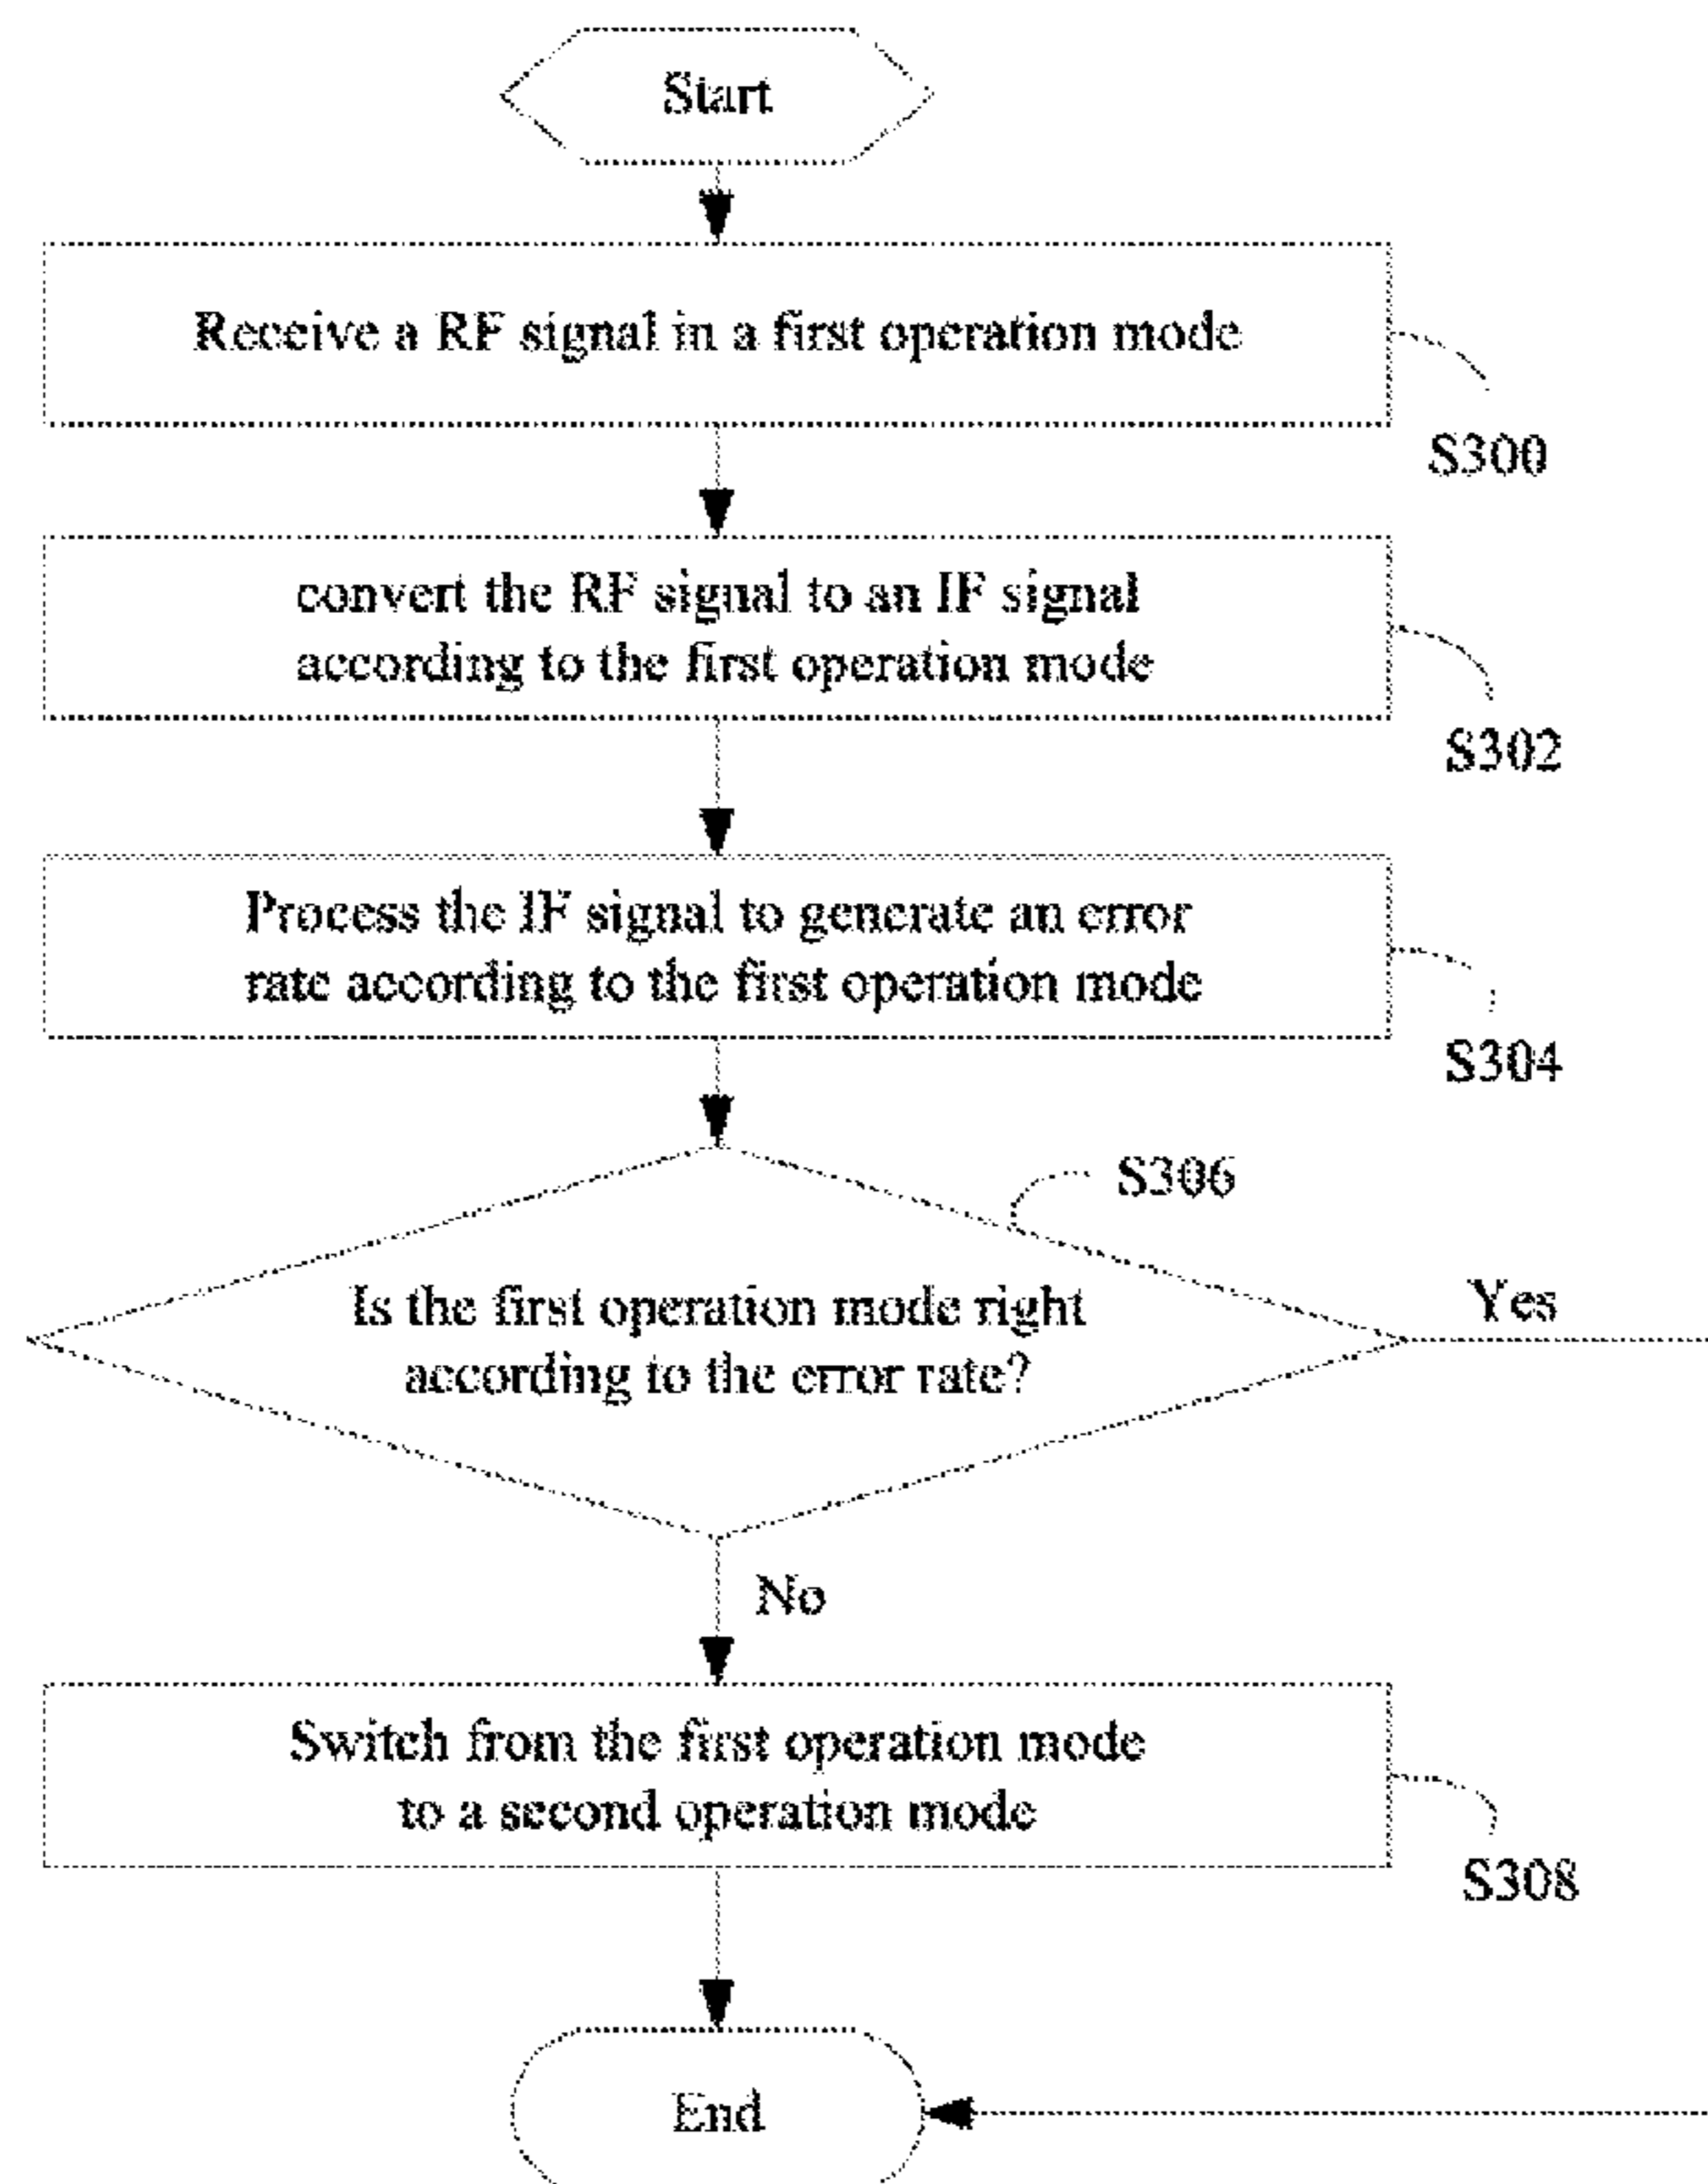 Start
Receive a RF signal in a first operation mode
S300
convert the RF signal to an IF signal
according to the first operation mode
S302
Process the IF signal to generate an error
rate according to the first operation mode
S304
S306
Is the first operation mode right
according to the error rate?
Yes
No
Switch from the first operation mode
to a second operation mode
S308
End